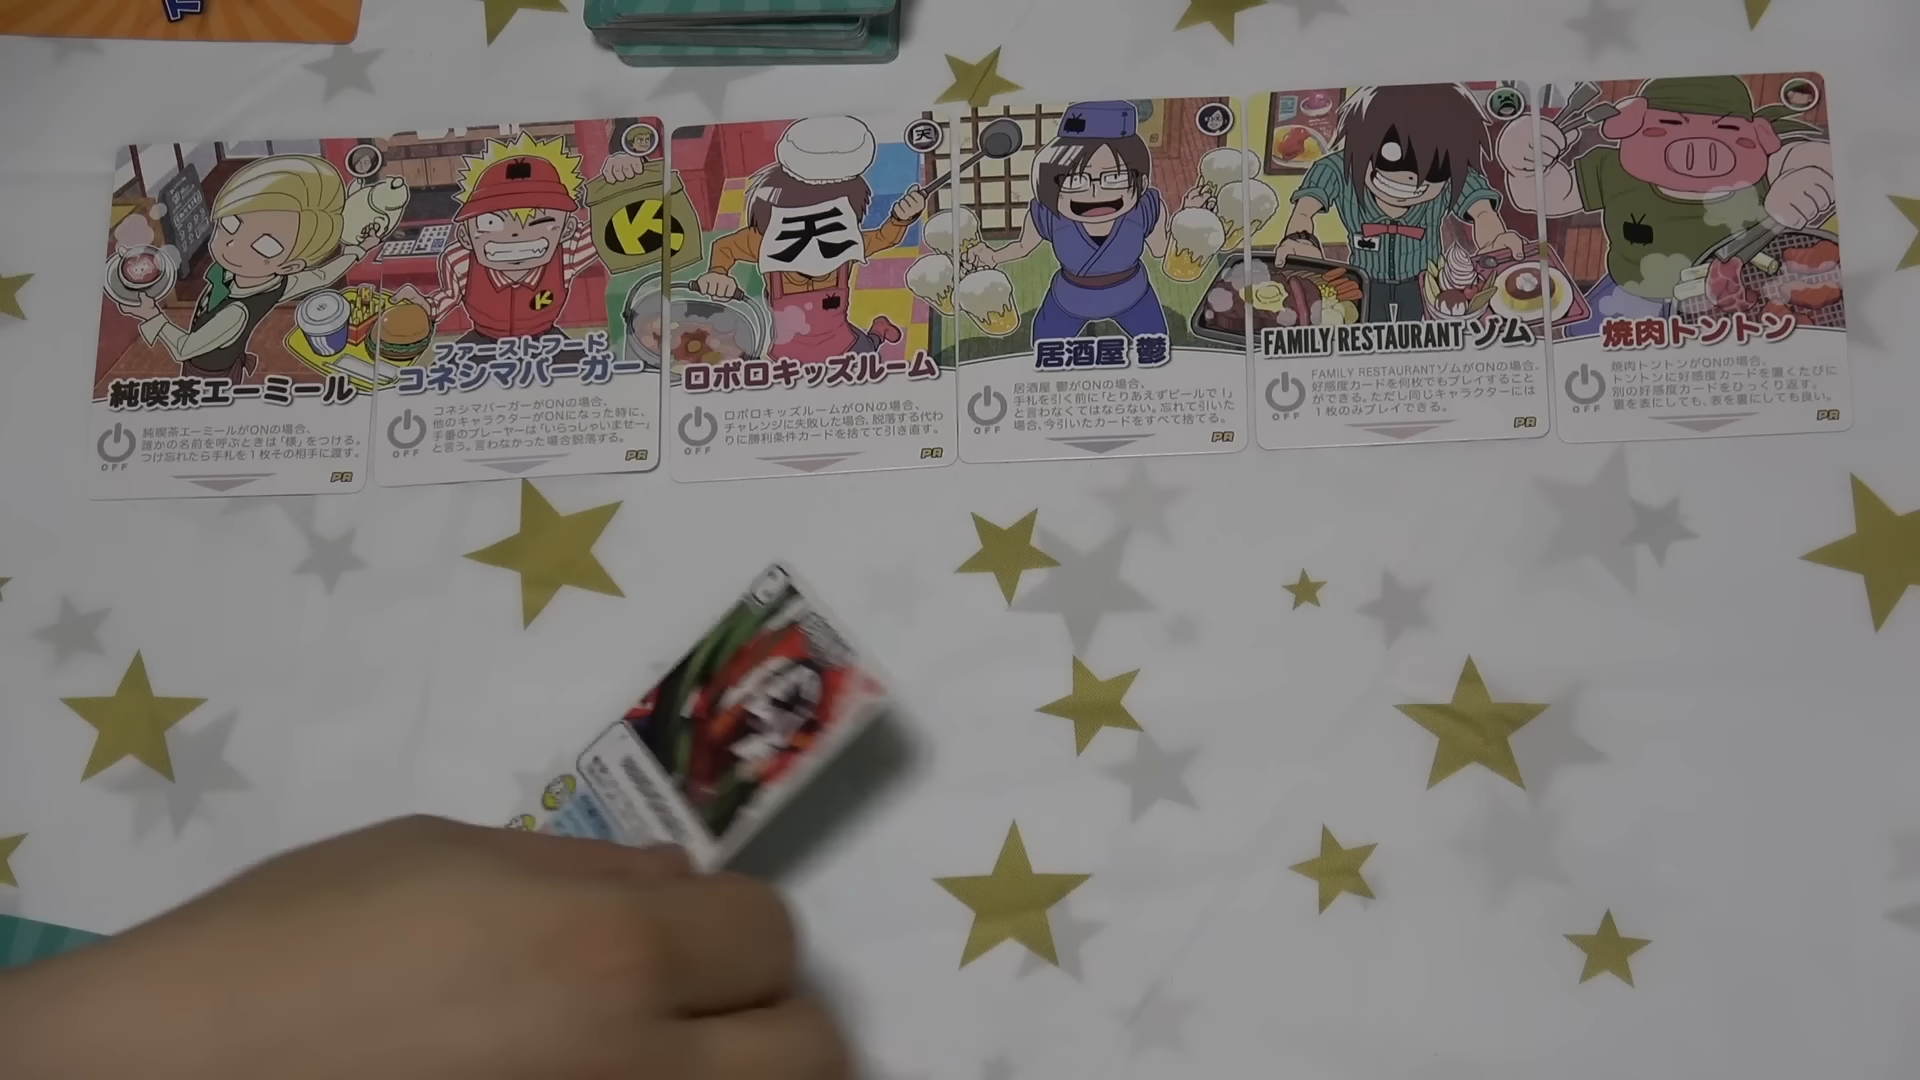 純喫茶エーミール
OFF
純喫茶エーミールがONの場合、
誰かの名前を呼ぶときは「様」をつける。
つけ忘れたら手札を1枚その相手に渡す。
PR
K
K
ファーストフード
コネシマバーガー
OFF
コネシマバーガーがONの場合、
他のキャラクターがONになった時に、
手番のプレーヤーは「いらっしゃいませー」
と言う。言わなかった場合脱落する。
PR
天
天
ロボロキッズルーム
OFF
ロボロキッズルームがONの場合、
チャレンジに失敗した場合、脱落する代わ
りに勝利条件カードを捨てて引き直す。
PR
居酒屋 鬱
OFF
居酒屋 鬱がONの場合、
手札を引く前に「とりあえずビールで！」
と言わなくてはならない。忘れて引いた
場合、今引いたカードをすべて捨てる。
PR
FAMILY RESTAURANT ゾム
OFF
FAMILY RESTAURANTゾムがONの場合、
好感度カードを何枚でもプレイすること
ができる。ただし同じキャラクターには
1枚のみプレイできる。
PR
焼肉トントン
OFF
焼肉トントンがONの場合、
トントンに好感度カードを置くたびに
別の好感度カードをひっくり返す。
裏を表にしても、表を裏にしても良い。
PR